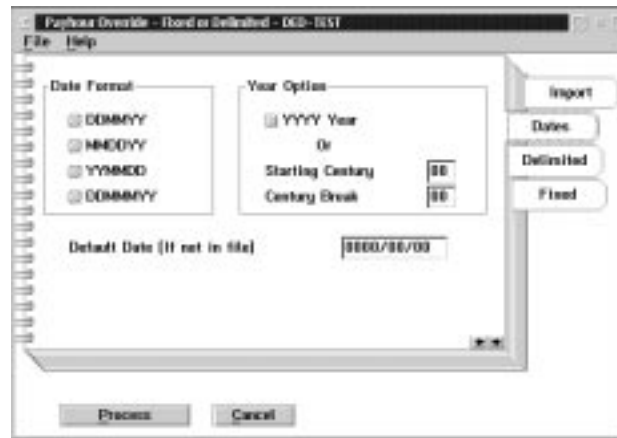 Payhour Override - Fixed or Delimited - DED-TEST
File Help
Date Format
DDMMYY
MMDDYY
YYMMDD
DDMMMYY
Year Option
YYYY Year
Or
Starting Century 00
Century Break 00
Default Date (If not in file) 0000/00/00
Import
Dates
Delimited
Fixed
Process
Cancel